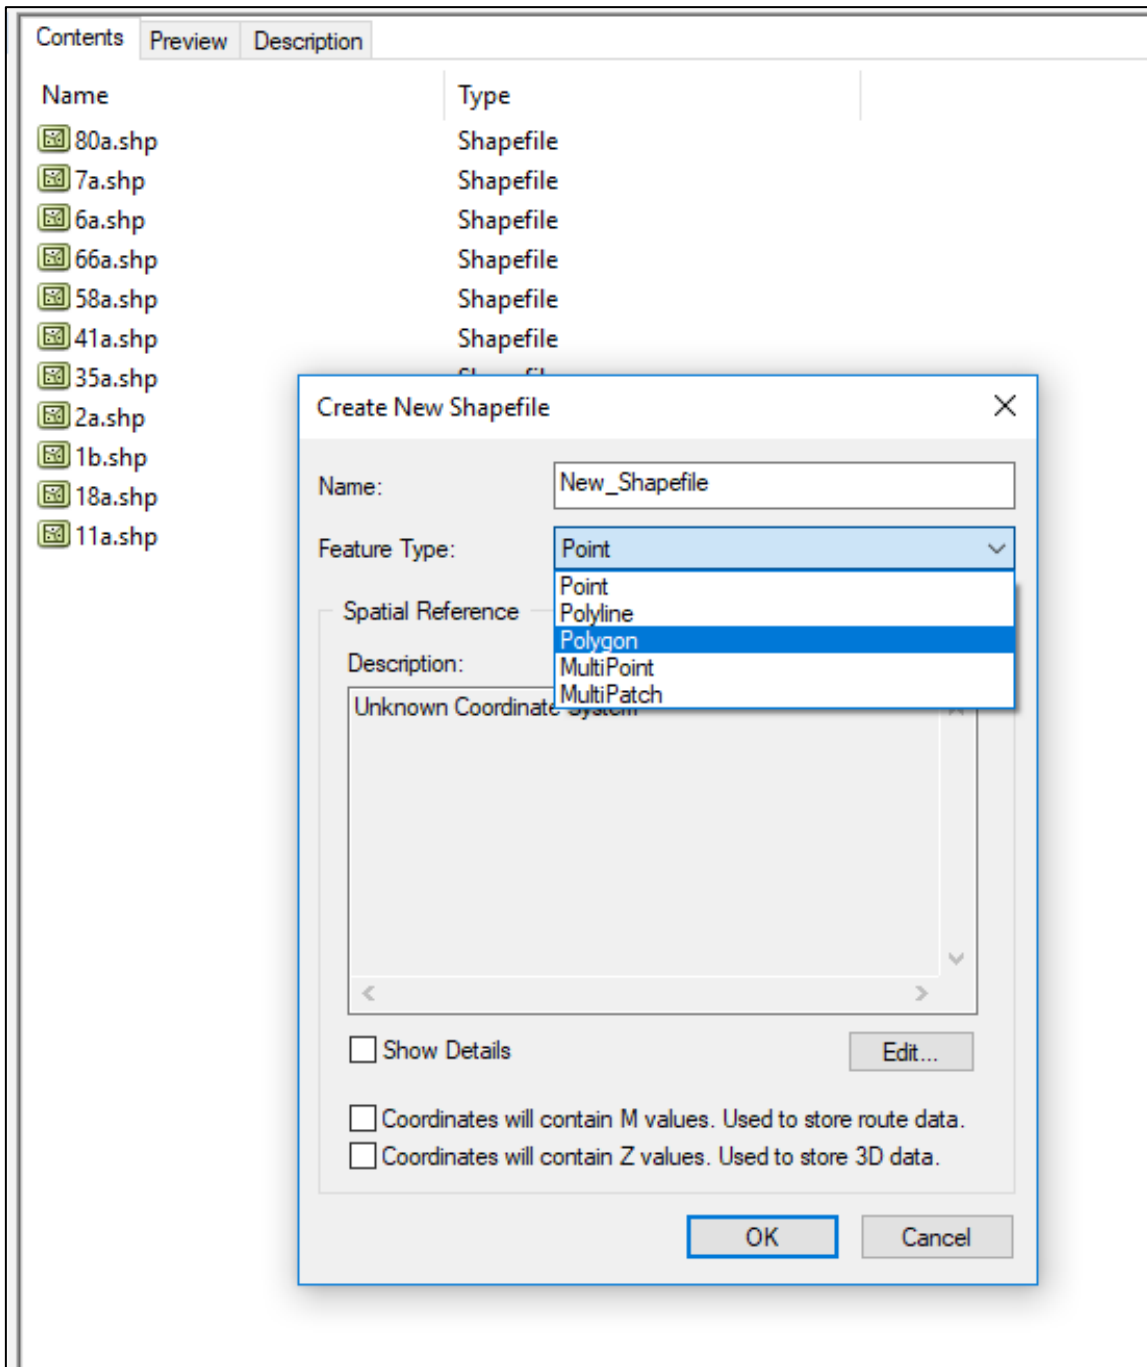 Contents Preview Description
Name Type
80a.shp Shapefile
7a.shp Shapefile
6a.shp Shapefile
66a.shp Shapefile
58a.shp Shapefile
41a.shp Shapefile
35a.shp
2a.shp
1b.shp
18a.shp
11a.shp
Create New Shapefile
Name: New_Shapefile
Feature Type: Point
Point
Polyline
Polygon
MultiPoint
MultiPatch
Spatial Reference
Description:
Unknown Coordinate System
Show Details Edit...
Coordinates will contain M values. Used to store route data.
Coordinates will contain Z values. Used to store 3D data.
OK Cancel